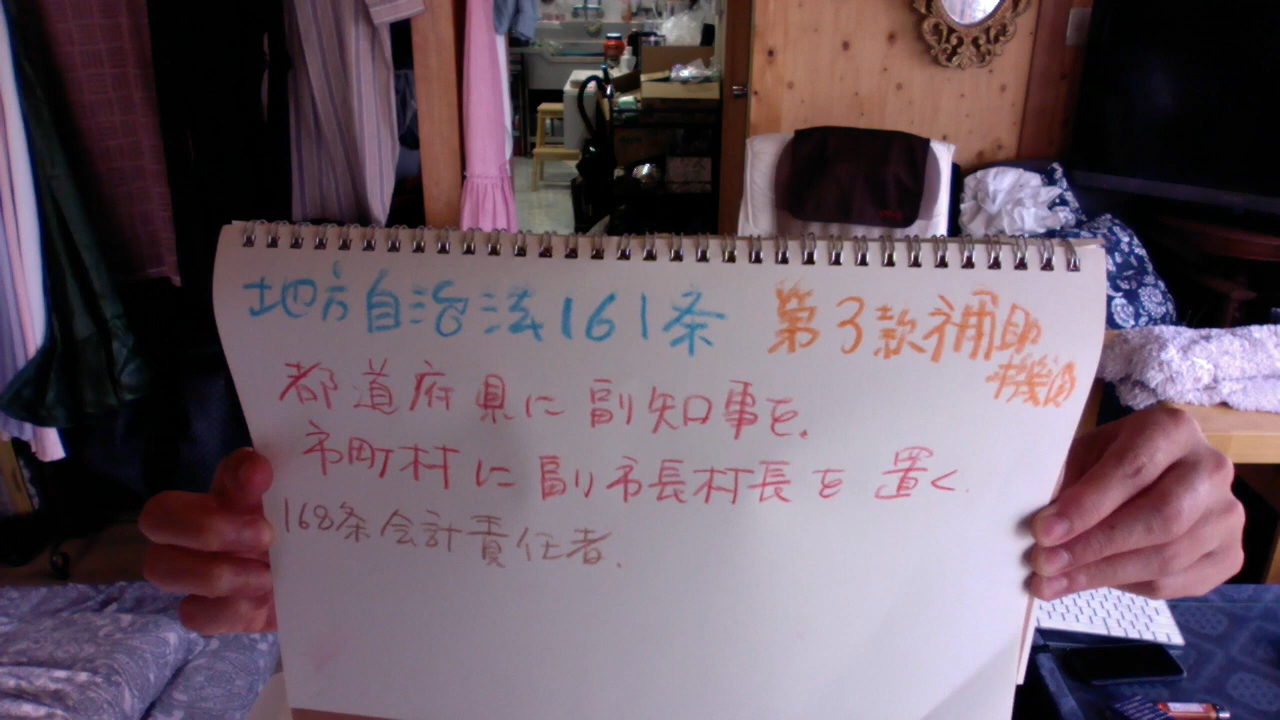 地方自治法161条 第3款補助
機関
都道府県に副知事を、
市町村に副市長村長を置く.
168条会計責任者.